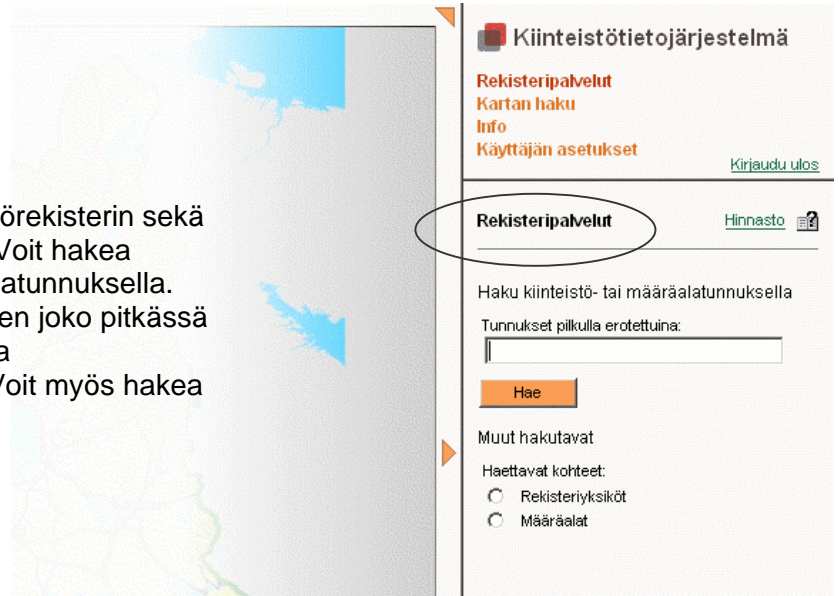 örekisterin sekä
Voit hakea
atunnuksella.
en joko pitkässä
a
Voit myös hakea
Kiinteistötietojärjestelmä
Rekisteripalvelut
Kartan haku
Info
Käyttäjän asetukset
Kirjaudu ulos
Rekisteripalvelut Hinnasto ?
Haku kiinteistö- tai määräalatunnuksella
Tunnukset pilkulla erotettuina:
Hae
Muut hakutavat
Haettavat kohteet:
Rekisteriyksiköt
Määräalat